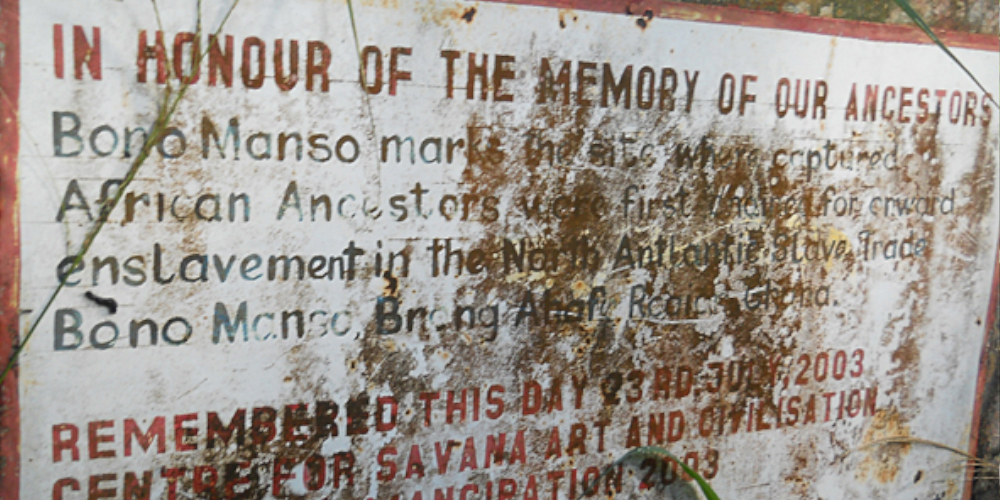 IN HONOUR OF THE MEMORY OF OUR ANCESTORS
Bono Manso marks the site where captured
African Ancestors were first for onward
enslavement in the North Antlantic Slave Trade
Bono Manso, Brong Ahafo Region Ghana.
REMEMBERED THIS DAY 23RD JULY, 2003
CENTRE FOR SAVANA ART AND CIVILISATION
EMANCIPATION 2003